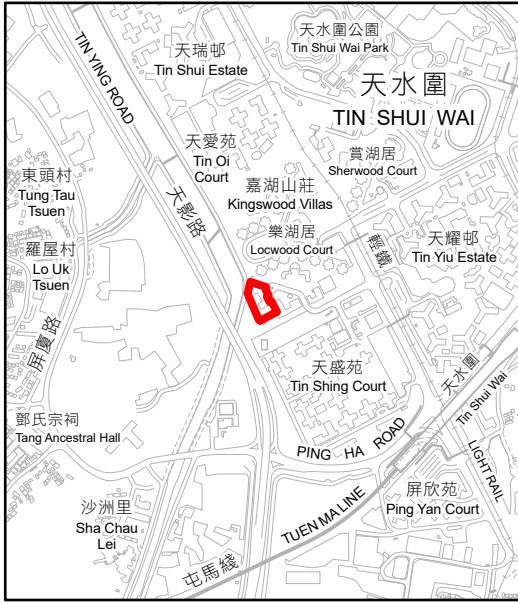 天水圍公園
Tin Shui Wai Park
天瑞邨
Tin Shui Estate
TIN YING ROAD
天水圍
TIN SHUI WAI
天愛苑
Tin Oi
Court
賞湖居
Sherwood Court
東頭村
Tung Tau
Tsuen
嘉湖山莊
Kingswood Villas
天影路
樂湖居
Locwood Court
輕鐵
天耀邨
Tin Yiu Estate
羅屋村
Lo Uk
Tsuen
屏廈路
天盛苑
Tin Shing Court
天水圍
Tin Shui Wai
鄧氏宗祠
Tang Ancestral Hall
PING HA ROAD
LIGHT RAIL
屏欣苑
Ping Yan Court
沙洲里
Sha Chau
Lei
TUEN MA LINE
屯馬綫